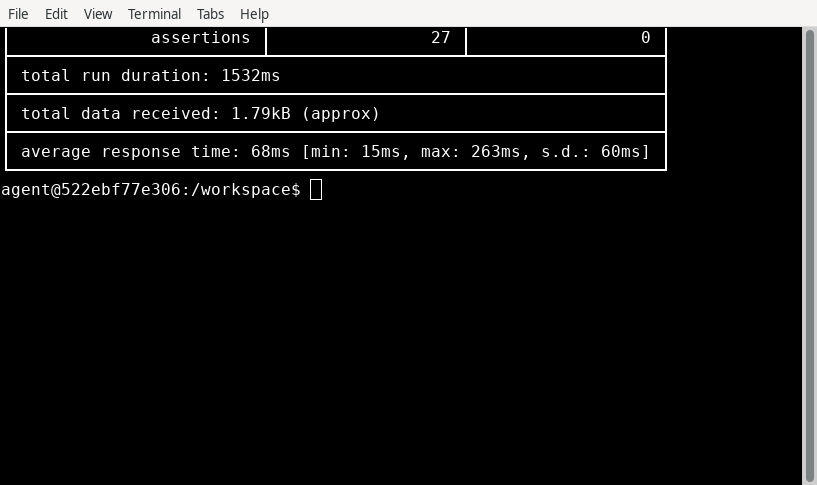 File Edit View Terminal Tabs Help
assertions 27 0
total run duration: 1532ms
total data received: 1.79kB (approx)
average response time: 68ms [min: 15ms, max: 263ms, s.d.: 60ms]
agent@522ebf77e306:/workspace$